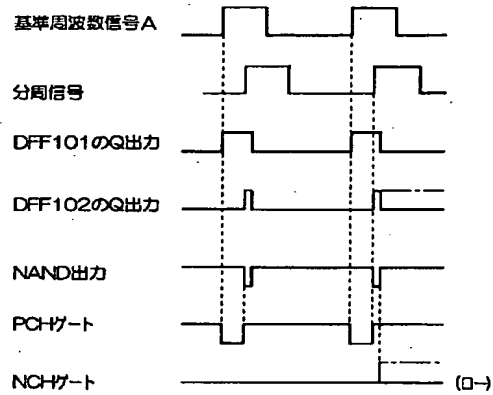 基準周波数信号A
分周信号
DFF101のQ出力
DFF102のQ出力
NAND出力
PCHゲート
NCHゲート
(ロー)